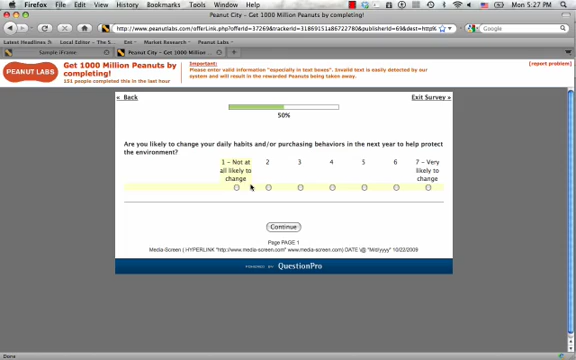 Firefox File Edit View History Bookmarks Tools Window Help Mon 5:27 PM
Peanut City – Get 1000 Million Peanuts by completing!
http://www.peanutlabs.com/offerLink.php?offerId=37269&
Google
Latest Headlines Local Editor – The S... Ent Market Research Peanut Labs
Sample iFrame Peanut City – Get 1000 Million ...
PEANUT LABS
Get 1000 Million Peanuts by completing!
151 people completed this in the last hour
Important:
Please enter valid information "especially in text boxes". Invalid text is easily detected by our
system and will result in the rewarded Peanuts being taken away.
[report problem]
« Back
Exit Survey »
50%
Are you likely to change your daily habits and/or purchasing behaviors in the next year to help protect
the environment?
1 - Not at all likely to change 2 3 4 5 6 7 - Very likely to change
Continue
Page PAGE 1
Media-Screen ( HYPERLINK "http://www.media-screen.com" www.media-screen.com) DATE \@ "M/d/yyyy" 10/22/2009
POWERED BY QuestionPro
Done